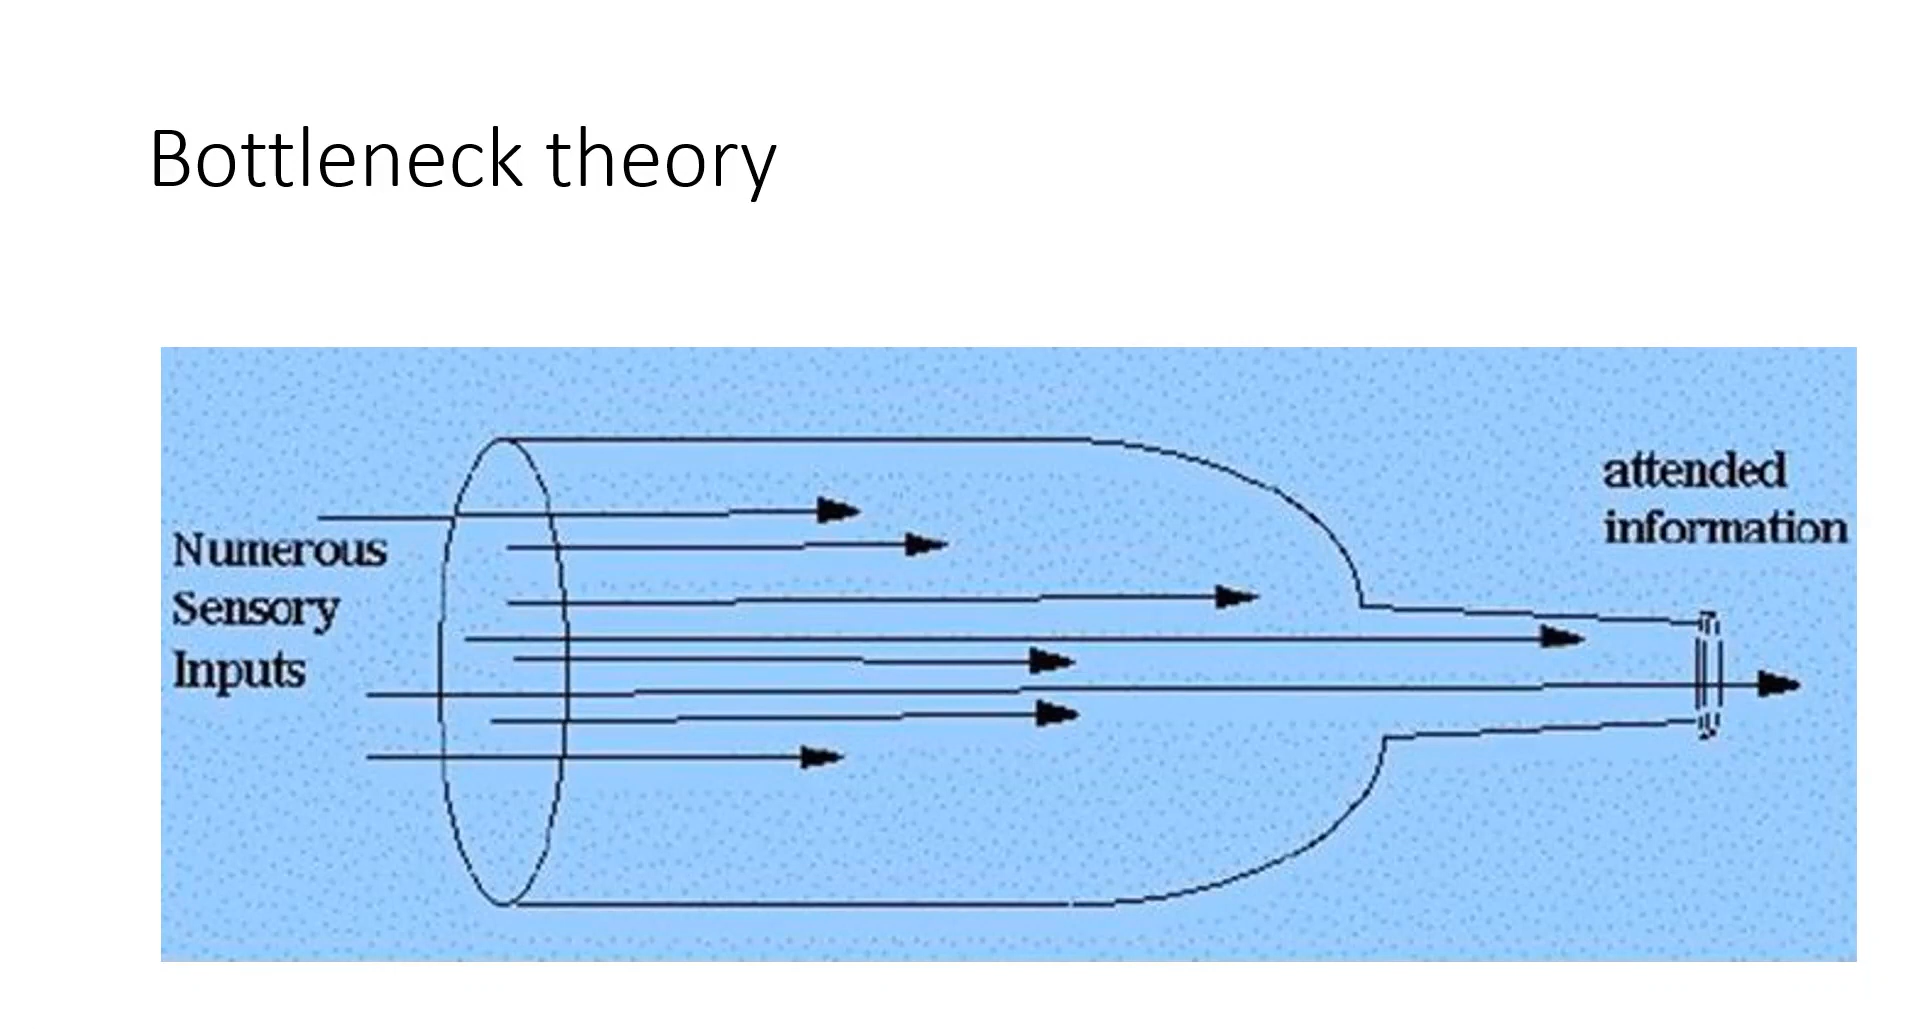 Bottleneck theory
attended
information
Numerous
Sensory
Inputs